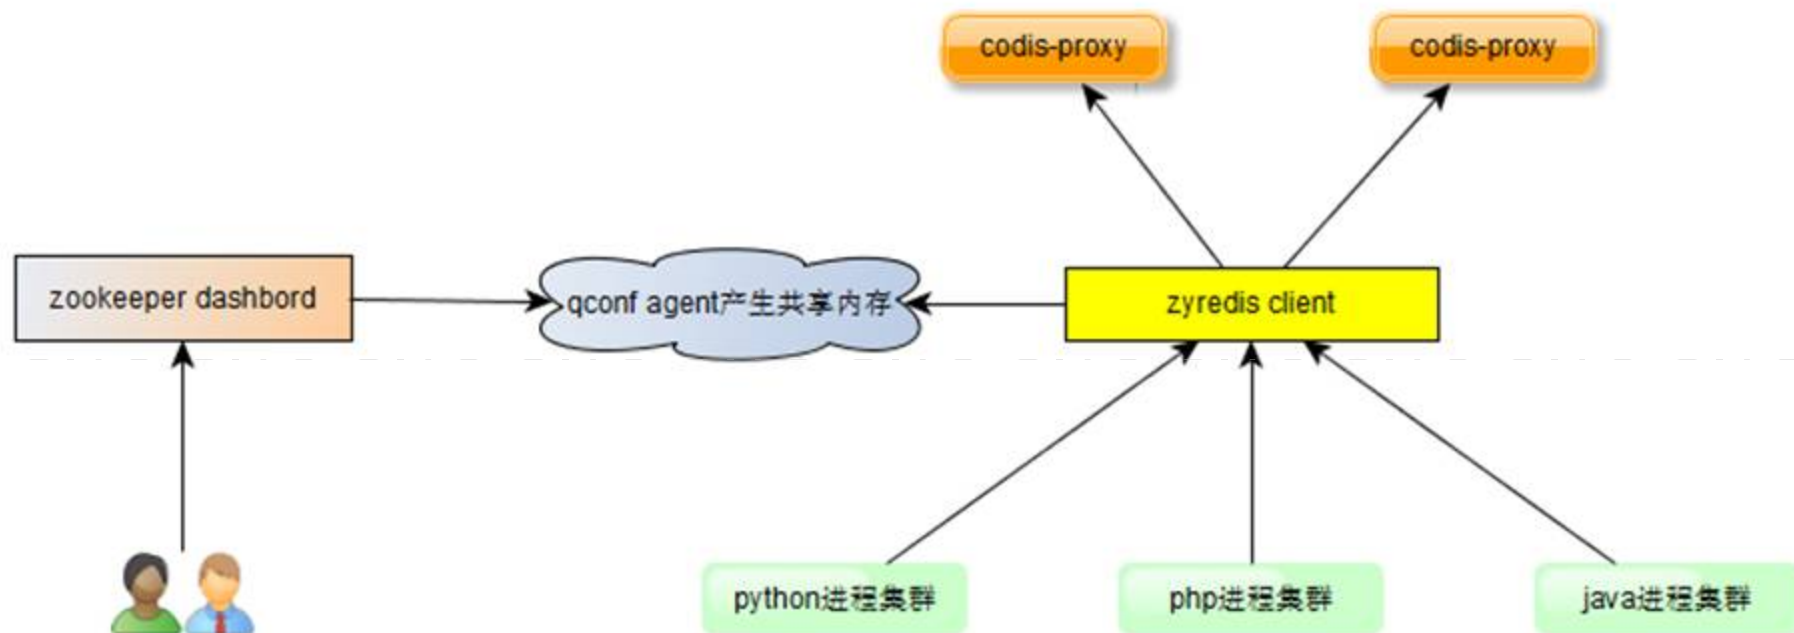 codis-proxy
codis-proxy
zookeeper dashbord
qconf agent产生共享内存
zyredis client
python进程集群
php进程集群
java进程集群